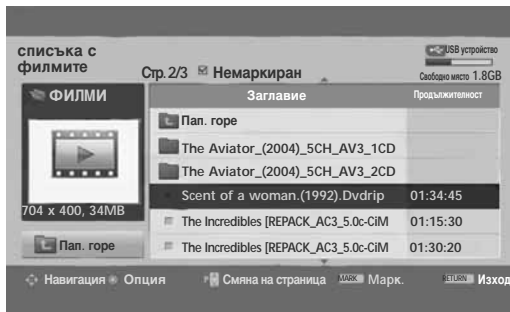 списъка с
филмите
Стр.2/3 Немаркиран
USB устройство
Свободно място 1.8GB
ФИЛМИ
Заглавие
Продължителност
Пап. горе
The Aviator_(2004)_5CH_AV3_1CD
The Aviator_(2004)_5CH_AV3_2CD
Scent of a woman.(1992).Dvdrip 01:34:45
704 x 400, 34MB
The Incredibles [REPACK_AC3_5.0c-CiM 01:15:30
Пап. горе
The Incredibles [REPACK_AC3_5.0c-CiM 01:30:20
Навигация Опция Смяна на страница MARK Марк. RETURN Изход